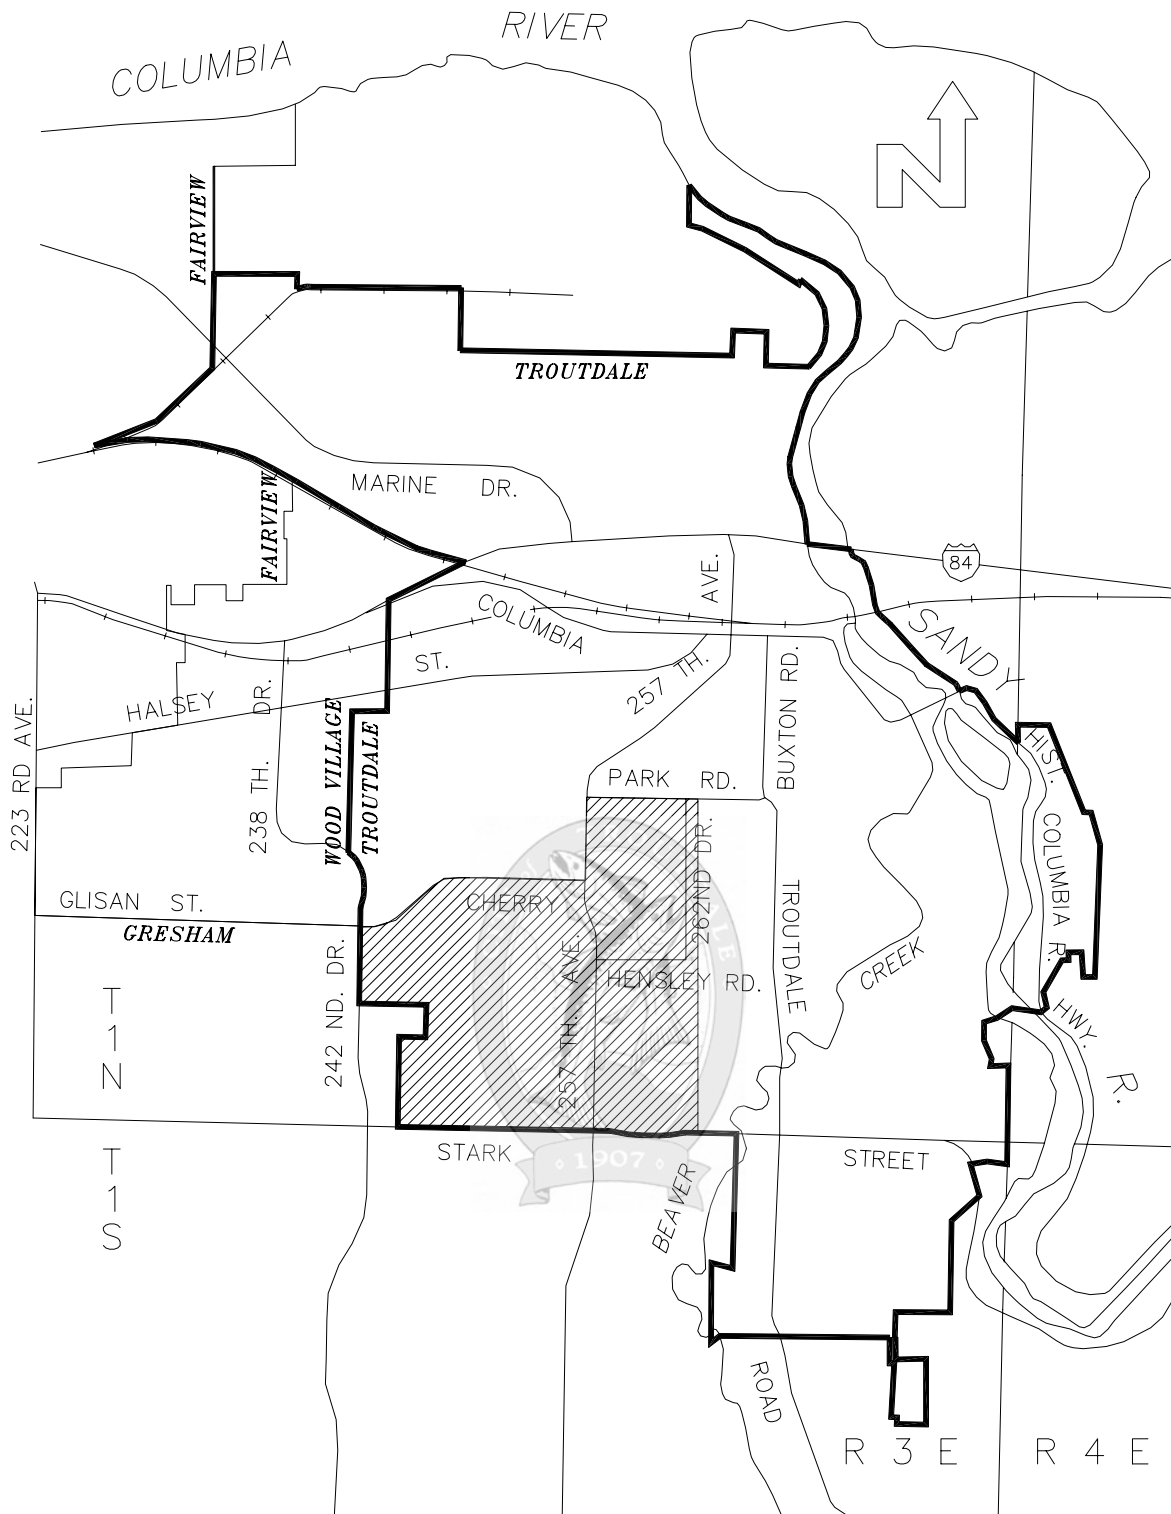 COLUMBIA RIVER
FAIRVIEW
TROUTDALE
MARINE DR.
FAIRVIEW
84
AVE.
COLUMBIA
ST.
SANDY
HALSEY
DR.
257 TH.
BUXTON RD.
223 RD AVE.
238 TH.
WOOD VILLAGE
TROUTDALE
PARK RD.
HIST.
262ND DR.
COLUMBIA R.
GLISAN ST.
GRESHAM
CHERRY
TROUTDALE
257 TH. AVE.
HENSLEY RD.
CREEK
242 ND. DR.
HWY.
R.
T
1
N
STARK
STREET
1907
T
1
S
BEAVER
ROAD
R 3 E
R 4 E